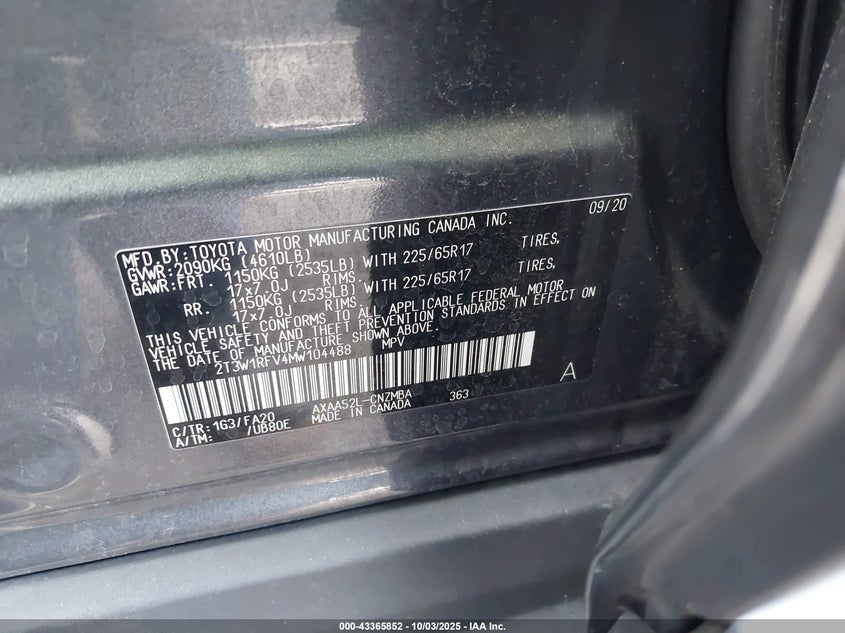 09/20
MFD.BY:TOYOTA MOTOR MANUFACTURING CANADA INC.
GVWR:2090KG (4610LB)
GAWR:FRT. 1150KG (2535LB) WITH 225/65R17 TIRES,
17x7.0J RIMS.
RR. 1150KG (2535LB) WITH 225/65R17 TIRES,
17x7.0J RIMS.
THIS VEHICLE CONFORMS TO ALL APPLICABLE FEDERAL MOTOR
VEHICLE SAFETY AND THEFT PREVENTION STANDARDS IN EFFECT ON
THE DATE OF MANUFACTURE SHOWN ABOVE.
2T3W1RFV4MW104488 MPV
A
C/TR:1G3/FA20 AXAA52L-CNZMBA 363
A/TM: /UB80E MADE IN CANADA
000-43365852 | 10/03/2025 - IAA Inc.